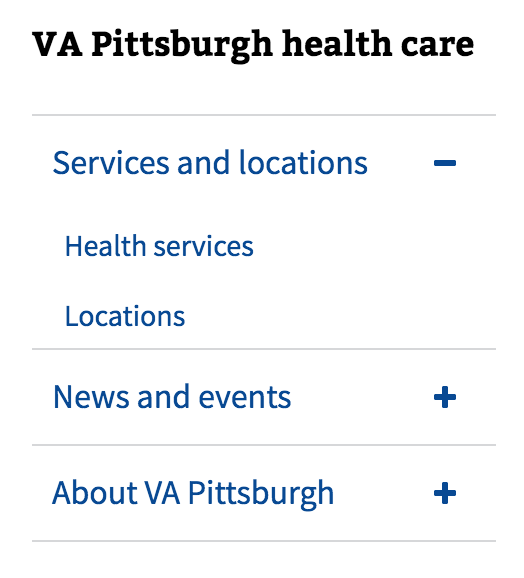 VA Pittsburgh health care
Services and locations
Health services
Locations
News and events
About VA Pittsburgh